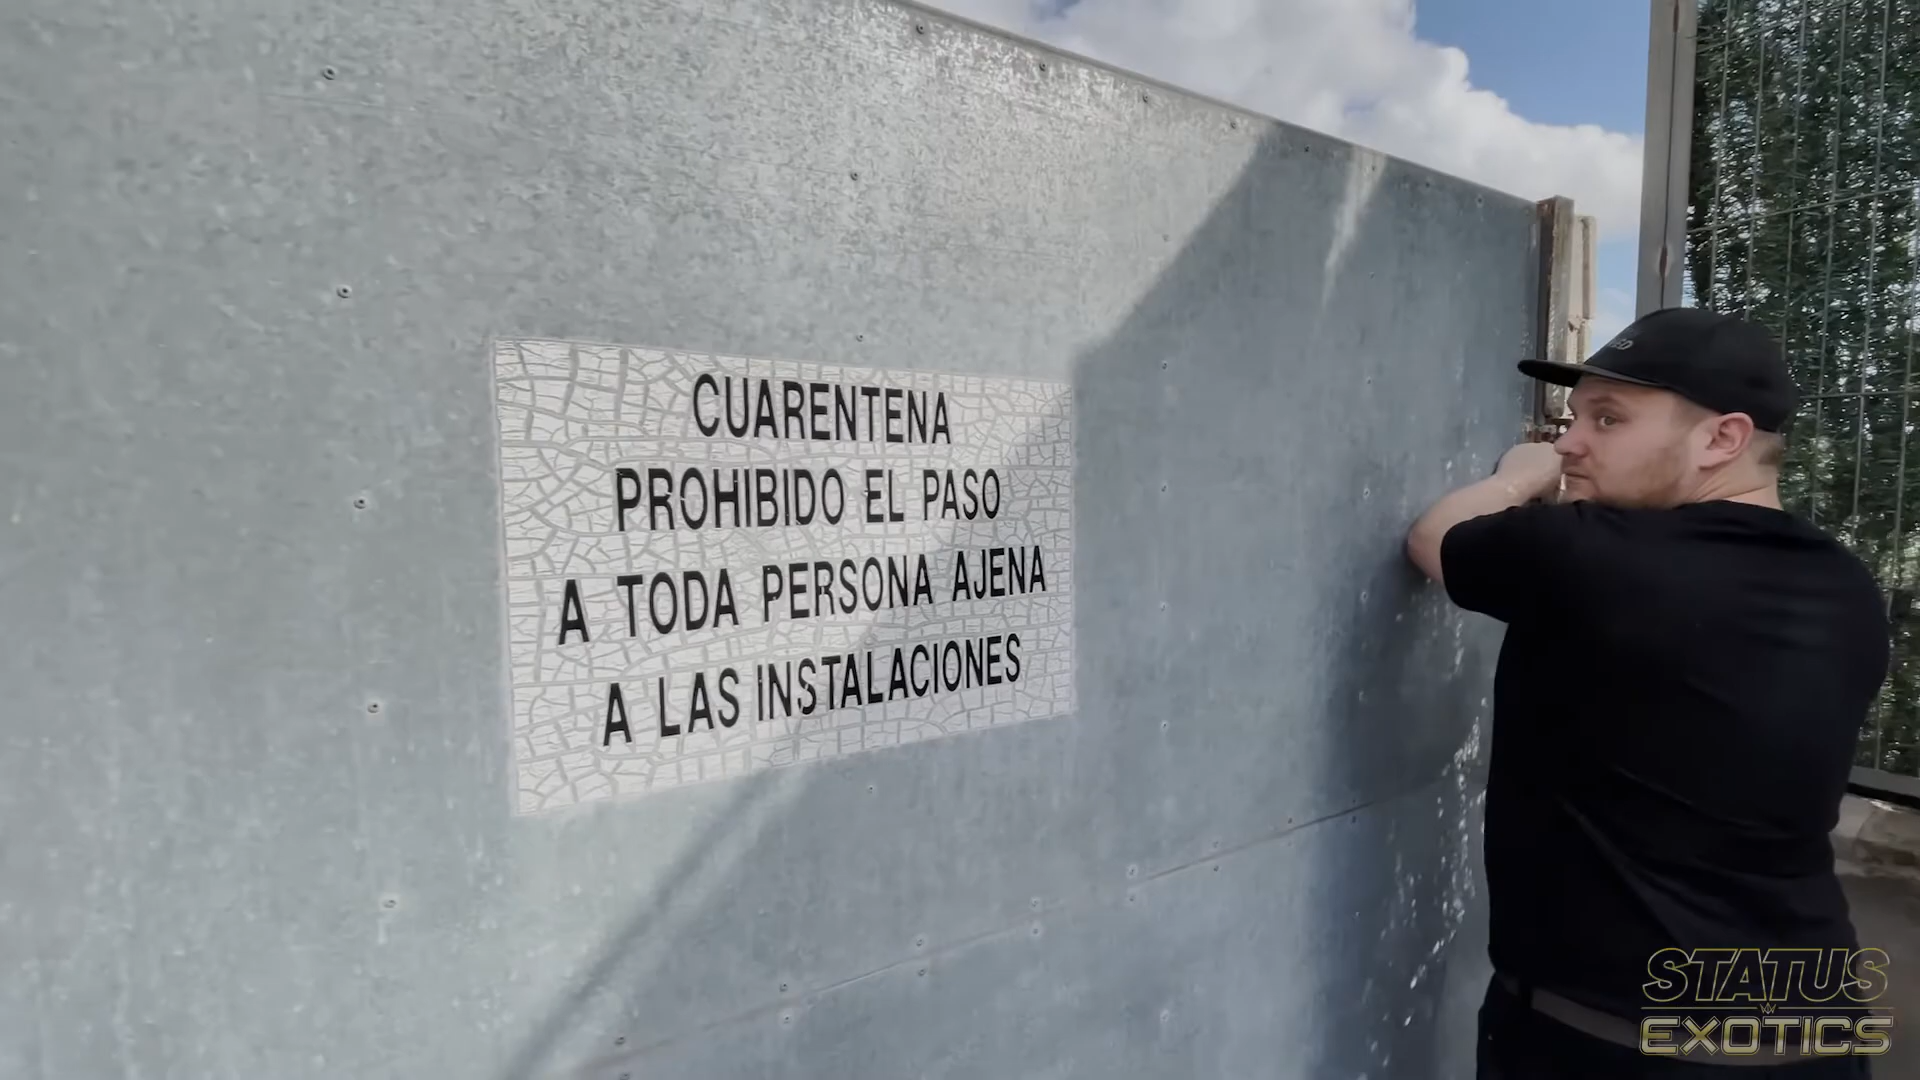 CUARENTENA
PROHIBIDO EL PASO
A TODA PERSONA AJENA
A LAS INSTALACIONES
STATUS
EXOTICS